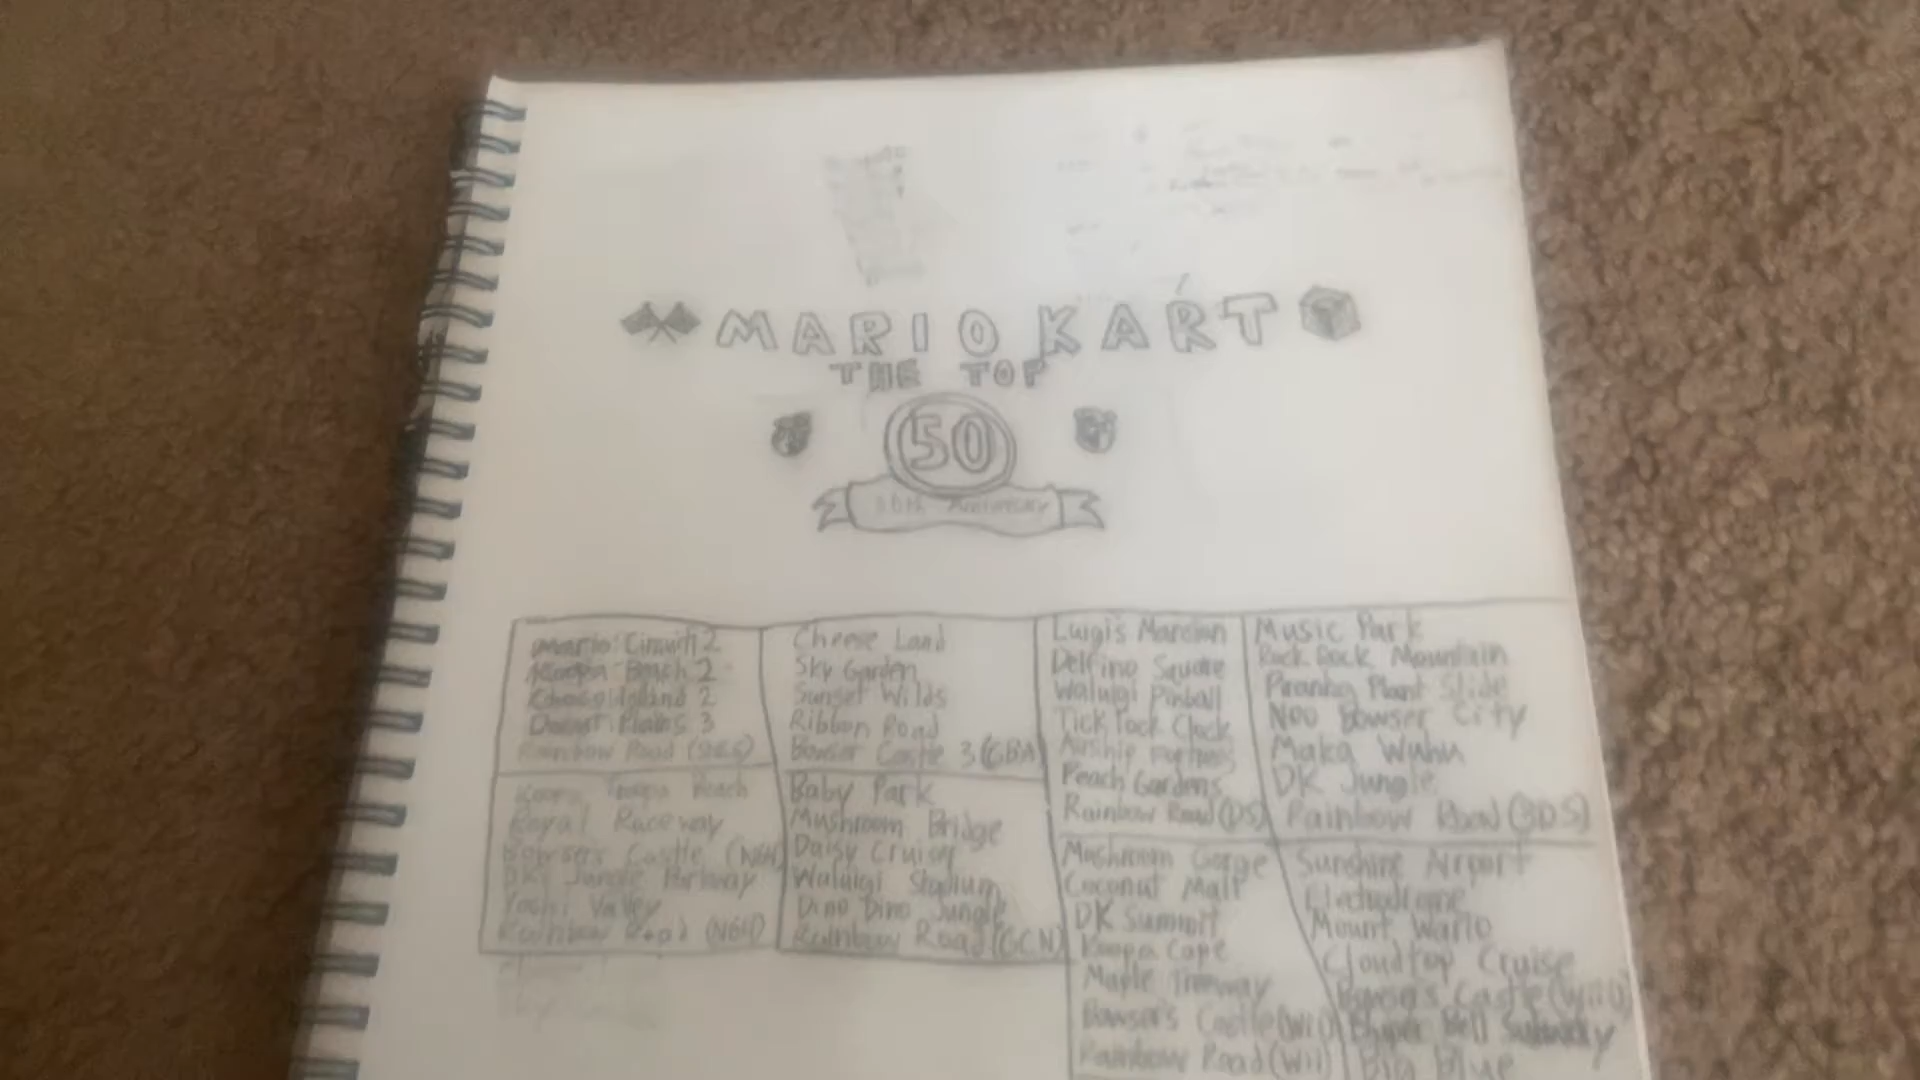 MARIO KART
THE TOP
50
30th Anniversary
Mario Circuit 2
Koopa Beach 2
Choco Island 2
Donut Plains 3
Rainbow Road (SNES)
Koopa Troopa Beach
Royal Raceway
Bowser's Castle (N64)
DK's Jungle Parkway
Yoshi Valley
Rainbow Road (N64)
Cheese Land
Sky Garden
Sunset Wilds
Ribbon Road
Bowser Castle 3 (GBA)
Baby Park
Mushroom Bridge
Daisy Cruiser
Waluigi Stadium
Dino Dino Jungle
Rainbow Road (GCN)
Luigi's Mansion
Delfino Square
Waluigi Pinball
Tick Tock Clock
Airship Fortress
Peach Gardens
Rainbow Road (DS)
Mushroom Gorge
Coconut Mall
DK Summit
Koopa Cape
Maple Treeway
Bowser's Castle (Wii)
Rainbow Road (Wii)
Music Park
Rock Rock Mountain
Piranha Plant Slide
Neo Bowser City
Maka Wuhu
DK Jungle
Rainbow Road (3DS)
Sunshine Airport
Electrodrome
Mount Wario
Cloudtop Cruise
Bowser's Castle (Wii U)
Super Bell Subway
Big Blue